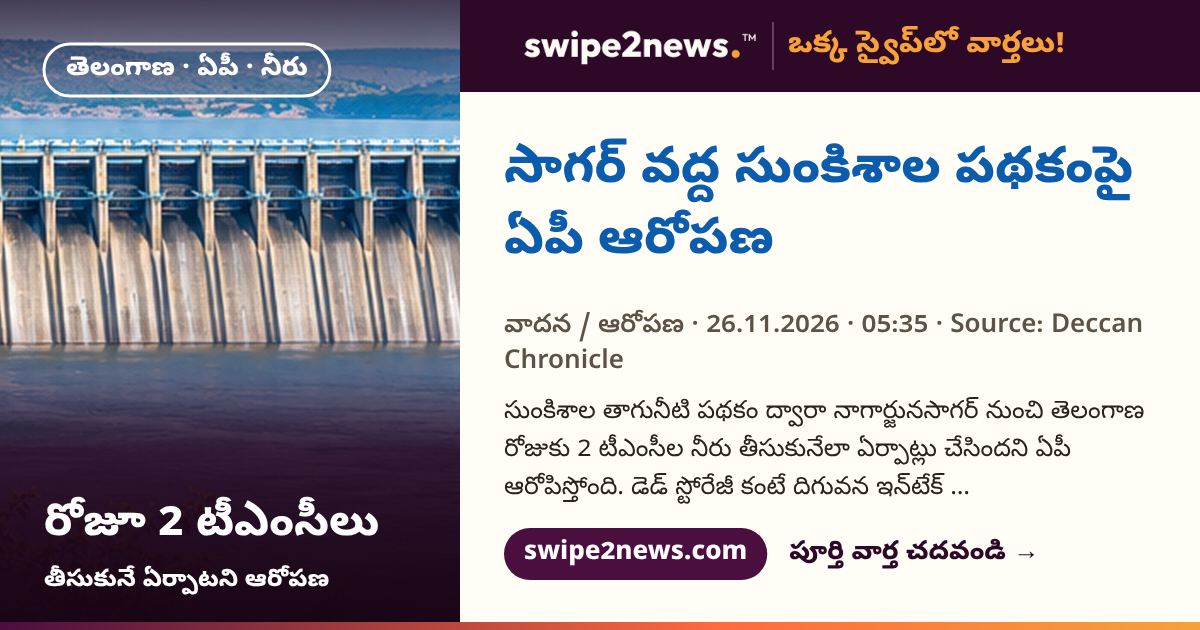 తెలంగాణ · ఏపీ · నీరు
రోజూ 2 టీఎంసీలు
తీసుకునే ఏర్పాటని ఆరోపణ
swipe2news.™ ఒక్క స్వైప్‌లో వార్తలు!
సాగర్ వద్ద సుంకిశాల పథకంపై
ఏపీ ఆరోపణ
వాదన / ఆరోపణ · 26.11.2026 · 05:35 · Source: Deccan
Chronicle
సుంకిశాల తాగునీటి పథకం ద్వారా నాగార్జునసాగర్ నుంచి తెలంగాణ
రోజుకు 2 టీఎంసీల నీరు తీసుకునేలా ఏర్పాట్లు చేసిందని ఏపీ
ఆరోపిస్తోంది. డెడ్ స్టోరేజీ కంటే దిగువన ఇన్‌టేక్ ...
swipe2news.com పూర్తి వార్త చదవండి →